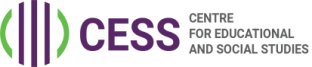 CESS
CENTRE
FOR EDUCATIONAL
AND SOCIAL STUDIES